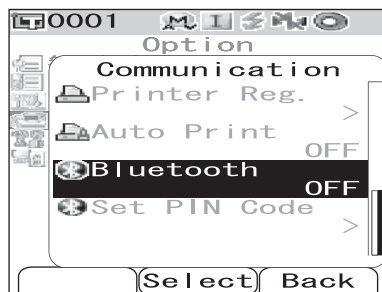 0001 M I
Option
Communication
Printer Reg.
>
Auto Print
OFF
Bluetooth
OFF
Set PIN Code
>
Select Back